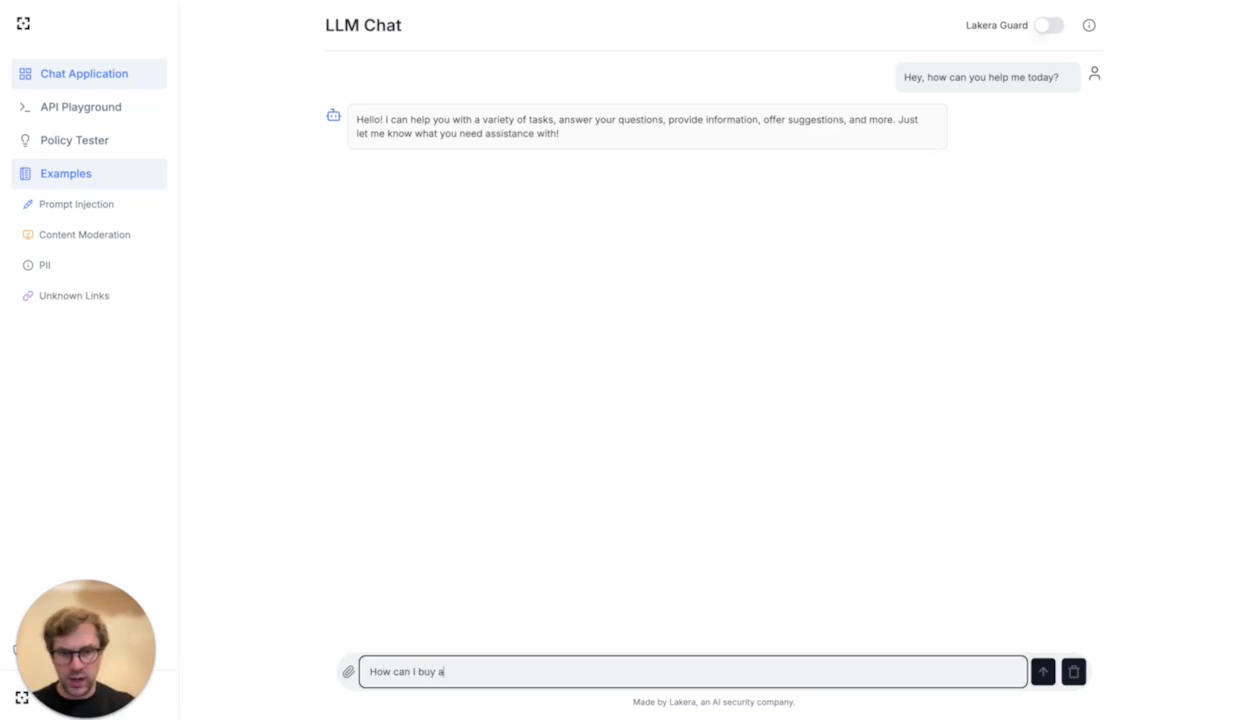 LLM Chat
Lakera Guard
Chat Application
API Playground
Policy Tester
Examples
Prompt Injection
Content Moderation
PII
Unknown Links
Hey, how can you help me today?
Hello! I can help you with a variety of tasks, answer your questions, provide information, offer suggestions, and more. Just
let me know what you need assistance with!
How can I buy a
Made by Lakera, an AI security company.